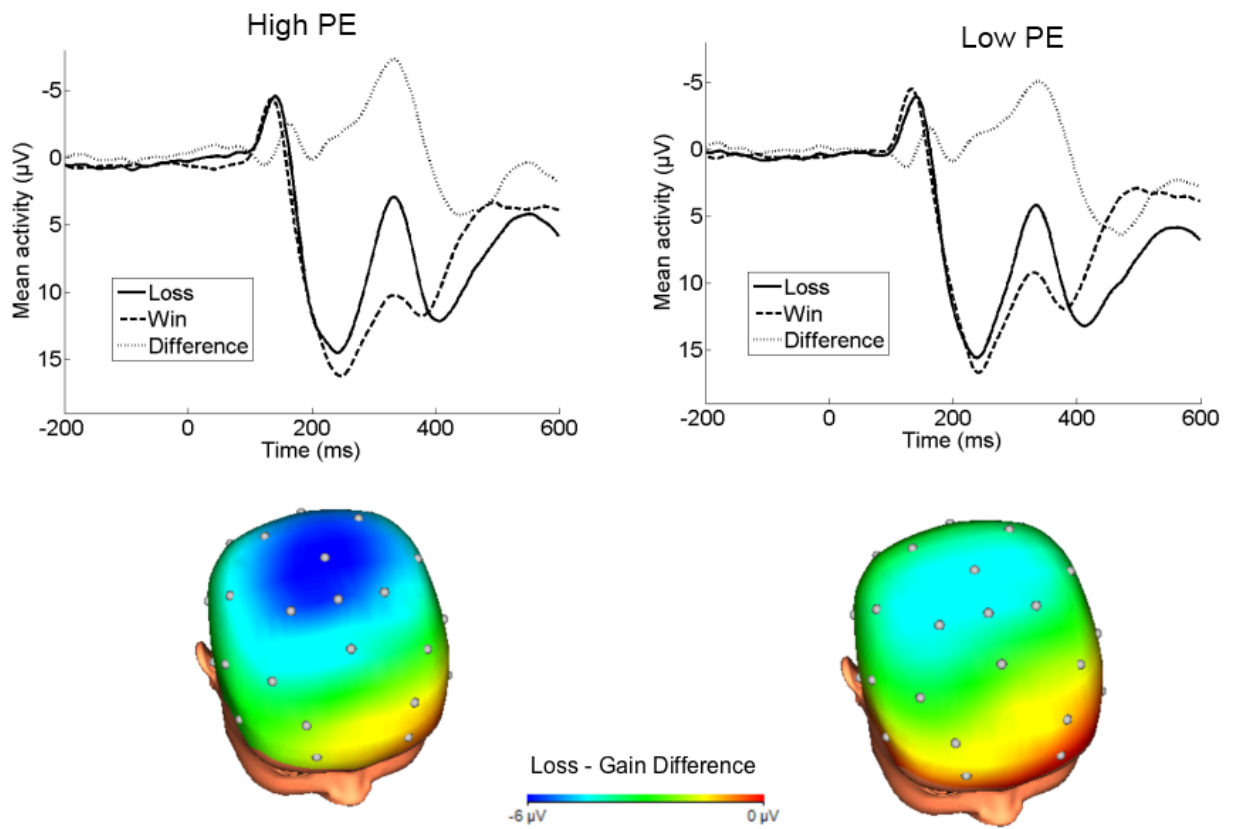 High PE
-5
0
5
10
15
Mean activity (µV)
Loss
Win
Difference
-200 0 200 400 600
Time (ms)
Low PE
-5
0
5
10
15
Mean activity (µV)
Loss
Win
Difference
-200 0 200 400 600
Time (ms)
Loss - Gain Difference
-6 µV 0 µV